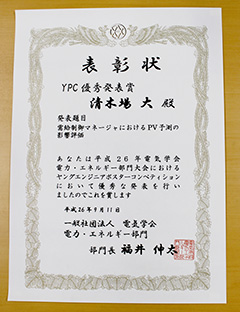 表彰状
YPC優秀発表賞
清木場 大 殿
発表題目
需給制御マネージャにおけるPV予測の
影響評価
あなたは平成26年電気学会
電力・エネルギー部門大会における
ヤングエンジニアポスターコンペティション
において優秀な発表を行い
ましたのでこれを賞します
平成26年9月11日
一般社団法人 電気学会
電力・エネルギー部門
部門長 福井 伸太